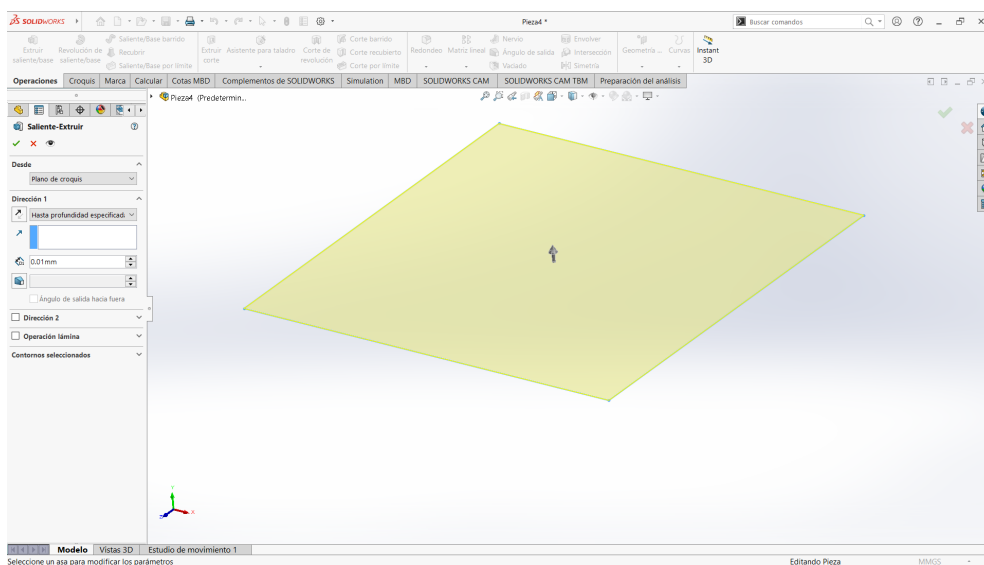 SOLIDWORKS
Pieza4 *
Buscar comandos
Extruir saliente/base
Revolución de saliente/base
Saliente/Base barrido
Recubrir
Saliente/Base por límite
Extruir corte
Asistente para taladro
Corte de revolución
Corte barrido
Corte recubierto
Corte por límite
Redondeo
Matriz lineal
Nervio
Ángulo de salida
Vaciado
Envolver
Intersección
Simetría
Geometría ...
Curvas
Instant 3D
Operaciones Croquis Marca Calcular Cotas MBD Complementos de SOLIDWORKS Simulation MBD SOLIDWORKS CAM SOLIDWORKS CAM TBM Preparación del análisis
Pieza4 (Predetermin...
Saliente-Extruir
Desde
Plano de croquis
Dirección 1
Hasta profundidad especificad
0.01mm
Ángulo de salida hacia fuera
Dirección 2
Operación lámina
Contornos seleccionados
Y
X
Z
Modelo Vistas 3D Estudio de movimiento 1
Seleccione un asa para modificar los parámetros
Editando Pieza
MMGS